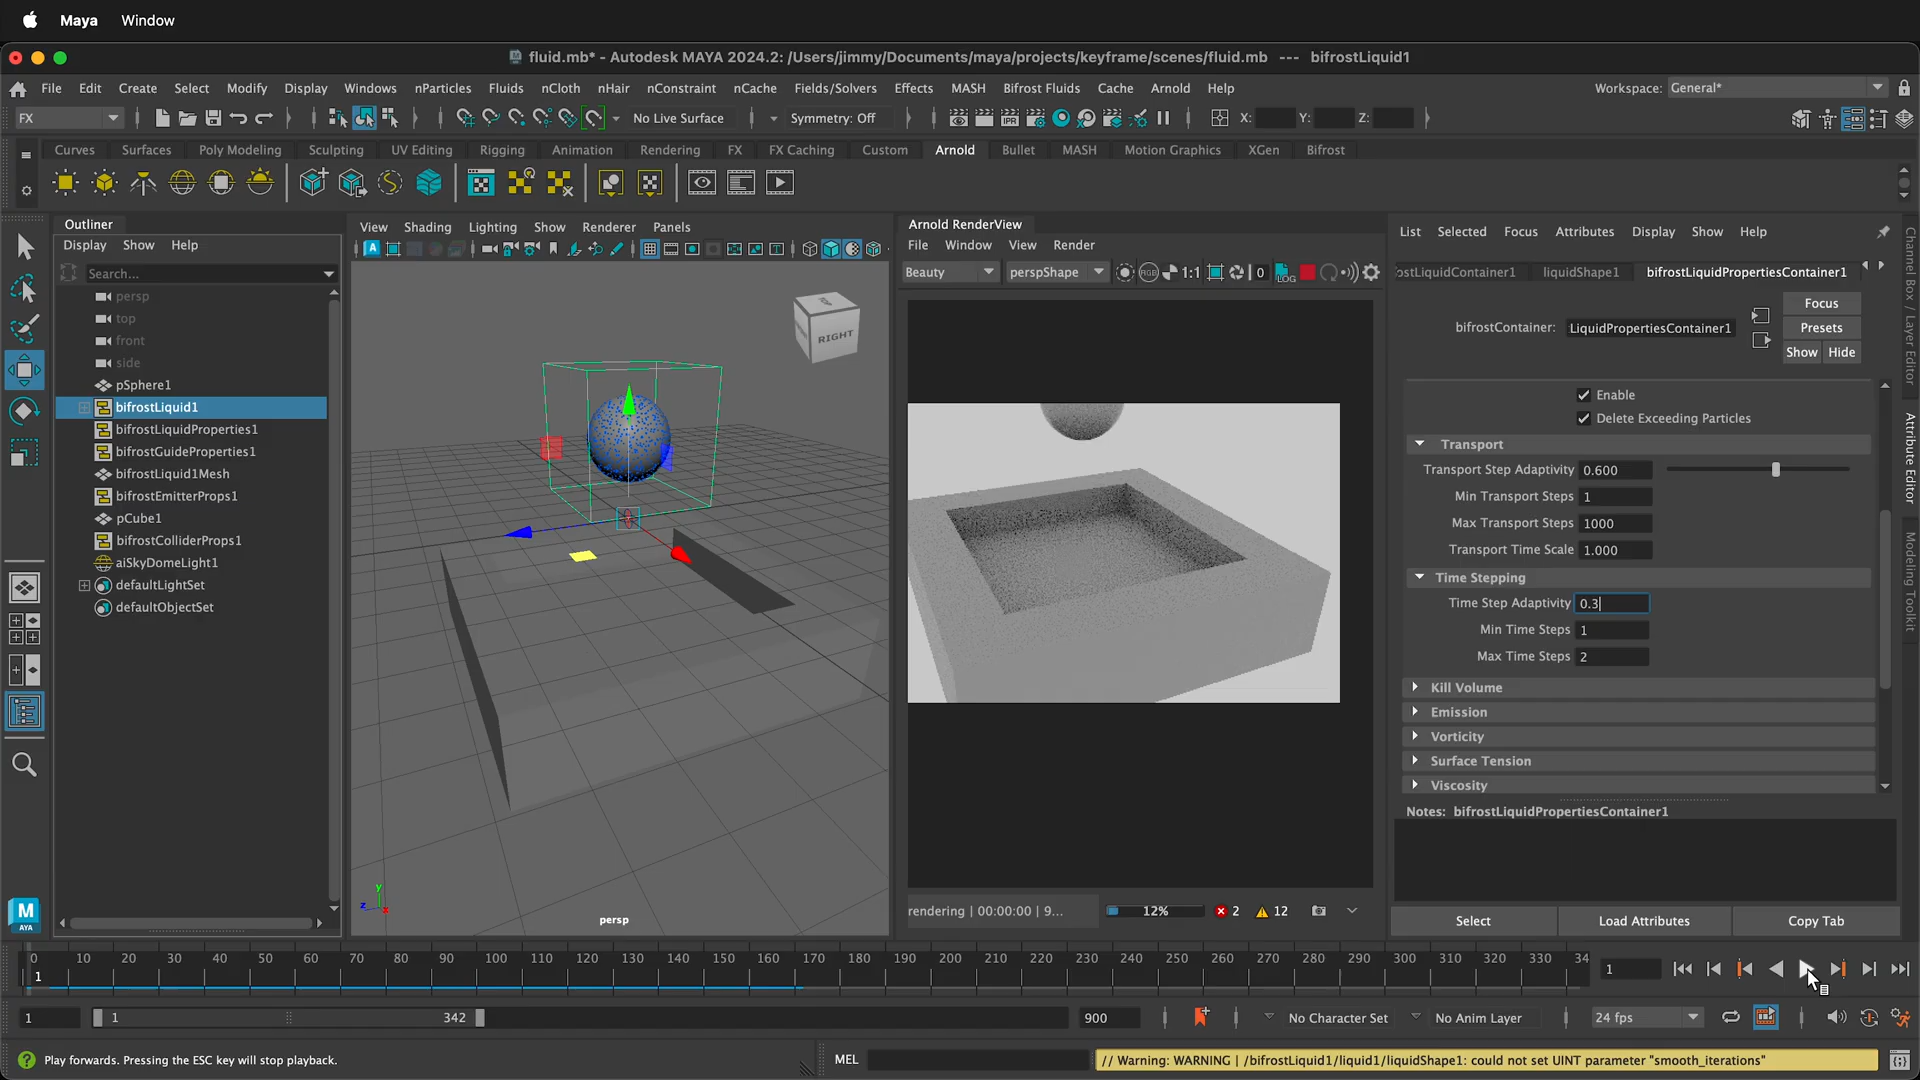 Maya Window
fluid.mb* - Autodesk MAYA 2024.2: /Users/jimmy/Documents/maya/projects/keyframe/scenes/fluid.mb --- bifrostLiquid1
File Edit Create Select Modify Display Windows nParticles Fluids nCloth nHair nConstraint nCache Fields/Solvers Effects MASH Bifrost Fluids Cache Arnold Help Workspace: General*
FX No Live Surface Symmetry: Off X: Y: Z:
Curves Surfaces Poly Modeling Sculpting UV Editing Rigging Animation Rendering FX FX Caching Custom Arnold Bullet MASH Motion Graphics XGen Bifrost
Outliner
Display Show Help
Search...
persp
top
front
side
pSphere1
bifrostLiquid1
bifrostLiquidProperties1
bifrostGuideProperties1
bifrostLiquid1Mesh
bifrostEmitterProps1
pCube1
bifrostColliderProps1
aiSkyDomeLight1
defaultLightSet
defaultObjectSet
M
AYA
View Shading Lighting Show Renderer Panels
RIGHT
y
z x
persp
Arnold RenderView
File Window View Render
Beauty perspShape RGB 1:1 0 LOG
rendering | 00:00:00 | 9... 12% 2 12
List Selected Focus Attributes Display Show Help
ostLiquidContainer1 liquidShape1 bifrostLiquidPropertiesContainer1
Focus
bifrostContainer: LiquidPropertiesContainer1 Presets
Show Hide
Enable
Delete Exceeding Particles
Transport
Transport Step Adaptivity 0.600
Min Transport Steps 1
Max Transport Steps 1000
Transport Time Scale 1.000
Time Stepping
Time Step Adaptivity 0.3
Min Time Steps 1
Max Time Steps 2
Kill Volume
Emission
Vorticity
Surface Tension
Viscosity
Notes: bifrostLiquidPropertiesContainer1
Select Load Attributes Copy Tab
Channel Box / Layer Editor
Attribute Editor
Modeling Toolkit
0 10 20 30 40 50 60 70 80 90 100 110 120 130 140 150 160 170 180 190 200 210 220 230 240 250 260 270 280 290 300 310 320 330 34
1 1
1 1 342 900 No Character Set No Anim Layer 24 fps
Play forwards. Pressing the ESC key will stop playback. MEL // Warning: WARNING | /bifrostLiquid1/liquid1/liquidShape1: could not set UINT parameter "smooth_iterations"